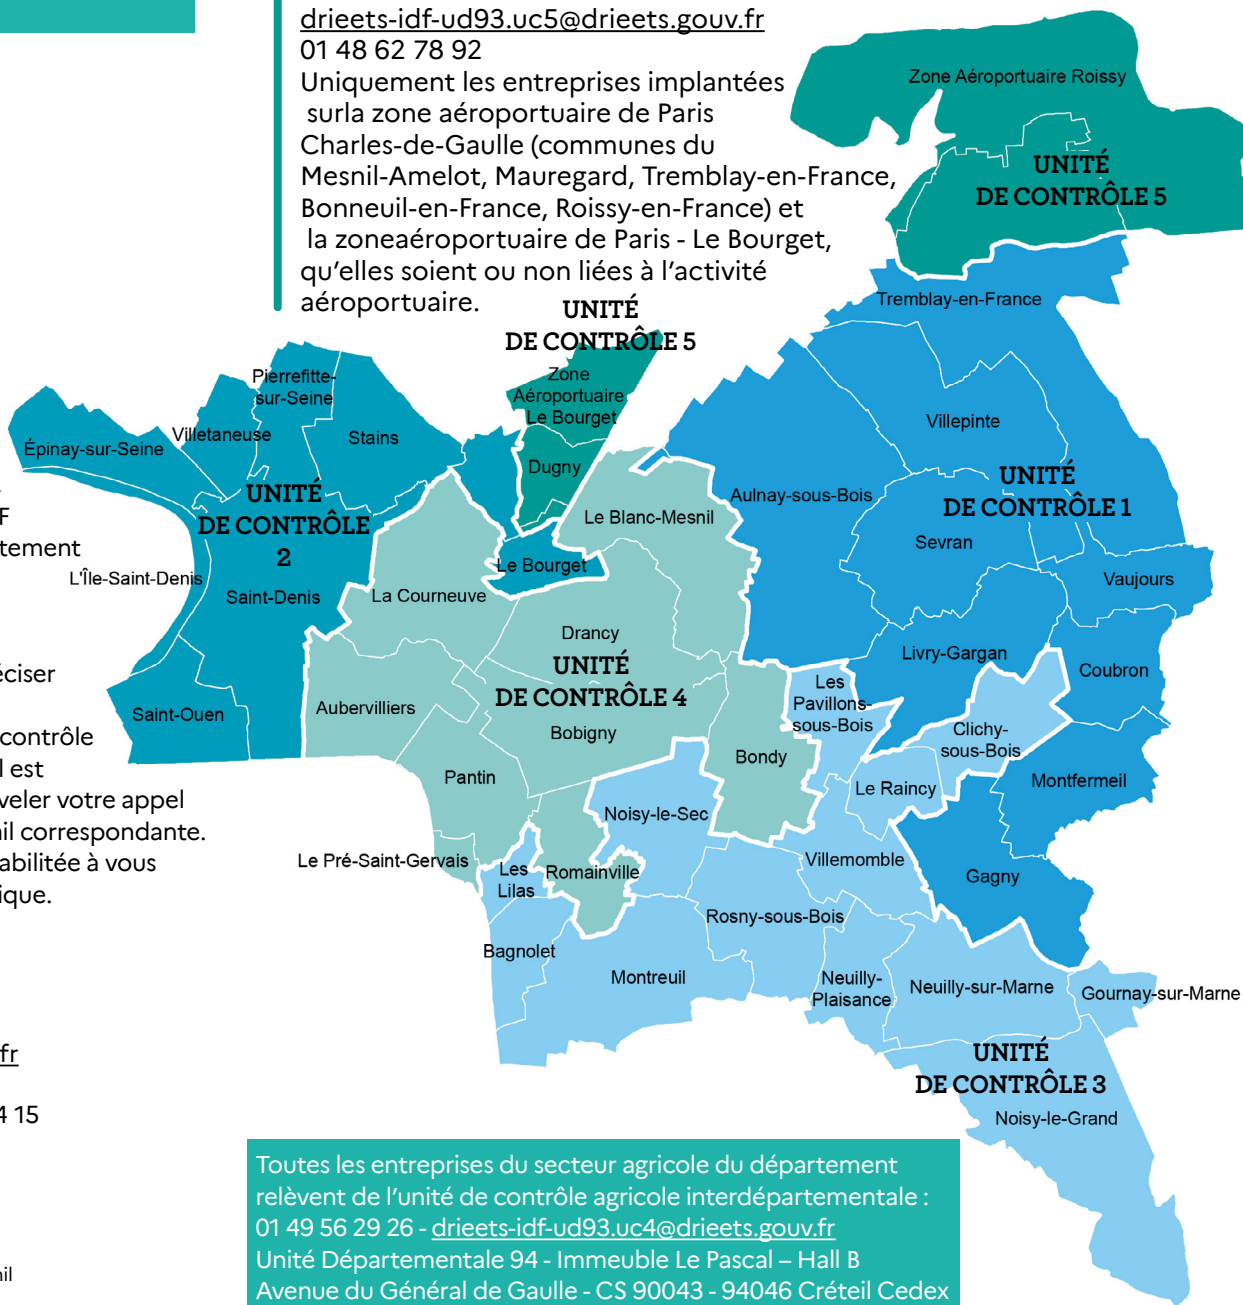 drieets-idf-ud93.uc5@drieets.gouv.fr
01 48 62 78 92
Uniquement les entreprises implantées
surla zone aéroportuaire de Paris
Charles-de-Gaulle (communes du
Mesnil-Amelot, Mauregard, Tremblay-en-France,
Bonneuil-en-France, Roissy-en-France) et
la zoneaéroportuaire de Paris - Le Bourget,
qu'elles soient ou non liées à l'activité
aéroportuaire.
Zone Aéroportuaire Roissy
UNITÉ
DE CONTRÔLE 5
Tremblay-en-France
UNITÉ
DE CONTRÔLE 5
Zone
Aéroportuaire
Le Bourget
Dugny
Pierrefitte-
sur-Seine
Villetaneuse
Stains
Épinay-sur-Seine
UNITÉ
DE CONTRÔLE
2
L'Île-Saint-Denis
Saint-Denis
Saint-Ouen
Le Bourget
Villepinte
Aulnay-sous-Bois
UNITÉ
DE CONTRÔLE 1
Sevran
Vaujours
Livry-Gargan
Coubron
Montfermeil
Gagny
Le Blanc-Mesnil
La Courneuve
Drancy
UNITÉ
DE CONTRÔLE 4
Aubervilliers
Bobigny
Bondy
Pantin
Le Pré-Saint-Gervais
Romainville
Les
Pavillons-
sous-Bois
Clichy-
sous-Bois
Le Raincy
Noisy-le-Sec
Villemomble
Les
Lilas
Rosny-sous-Bois
Bagnolet
Montreuil
Neuilly-
Plaisance
Neuilly-sur-Marne
Gournay-sur-Marne
UNITÉ
DE CONTRÔLE 3
Noisy-le-Grand
F
tement
éciser
contrôle
l est
veler votre appel
il correspondante.
abilitée à vous
ique.
fr
4 15
nil
Toutes les entreprises du secteur agricole du département
relèvent de l'unité de contrôle agricole interdépartementale :
01 49 56 29 26 - drieets-idf-ud93.uc4@drieets.gouv.fr
Unité Départementale 94 - Immeuble Le Pascal – Hall B
Avenue du Général de Gaulle - CS 90043 - 94046 Créteil Cedex